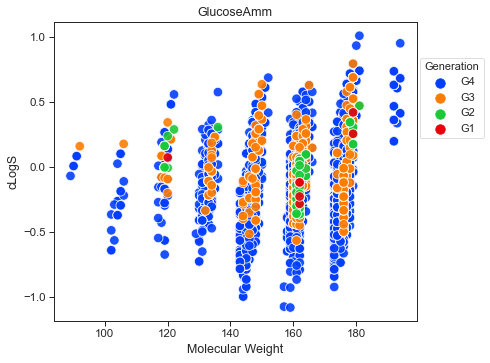 GlucoseAmm
1.0
0.5
0.0
−0.5
−1.0
cLogS
100
120
140
160
180
Molecular Weight
Generation
G4
G3
G2
G1